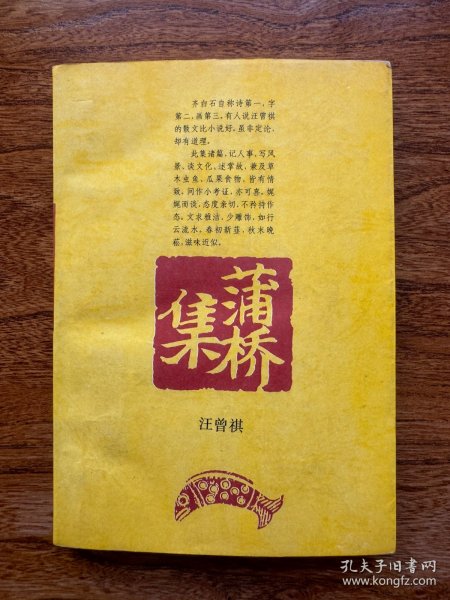 齐白石自称诗第一，字
第二，画第三。有人说汪曾祺
的散文比小说好，虽非定论，
却有道理。
此集诸篇，记人事、写风
景、谈文化、述掌故，兼及草
木虫鱼、瓜果食物，皆有情
致。间作小考证，亦可喜。娓
娓而谈，态度亲切，不矜持作
态。文求雅洁，少雕饰，如行
云流水。春初新韭，秋末晚
菘，滋味近似。
蒲桥
集
汪曾祺
孔夫子旧书网
www.kongfz.com